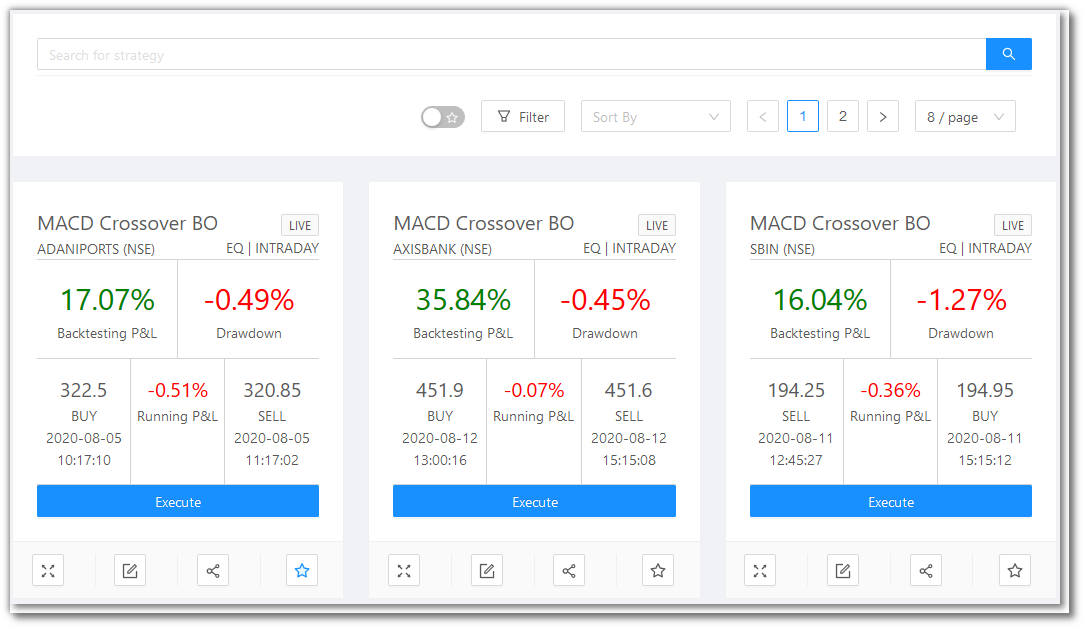 Search for strategy
Filter
Sort By
< 1 2 >
8 / page
MACD Crossover BO LIVE
ADANIPORTS (NSE) EQ | INTRADAY
17.07% -0.49%
Backtesting P&L Drawdown
322.5 -0.51% 320.85
BUY Running P&L SELL
2020-08-05 2020-08-05
10:17:10 11:17:02
Execute
MACD Crossover BO LIVE
AXISBANK (NSE) EQ | INTRADAY
35.84% -0.45%
Backtesting P&L Drawdown
451.9 -0.07% 451.6
BUY Running P&L SELL
2020-08-12 2020-08-12
13:00:16 15:15:08
Execute
MACD Crossover BO LIVE
SBIN (NSE) EQ | INTRADAY
16.04% -1.27%
Backtesting P&L Drawdown
194.25 -0.36% 194.95
SELL Running P&L BUY
2020-08-11 2020-08-11
12:45:27 15:15:12
Execute